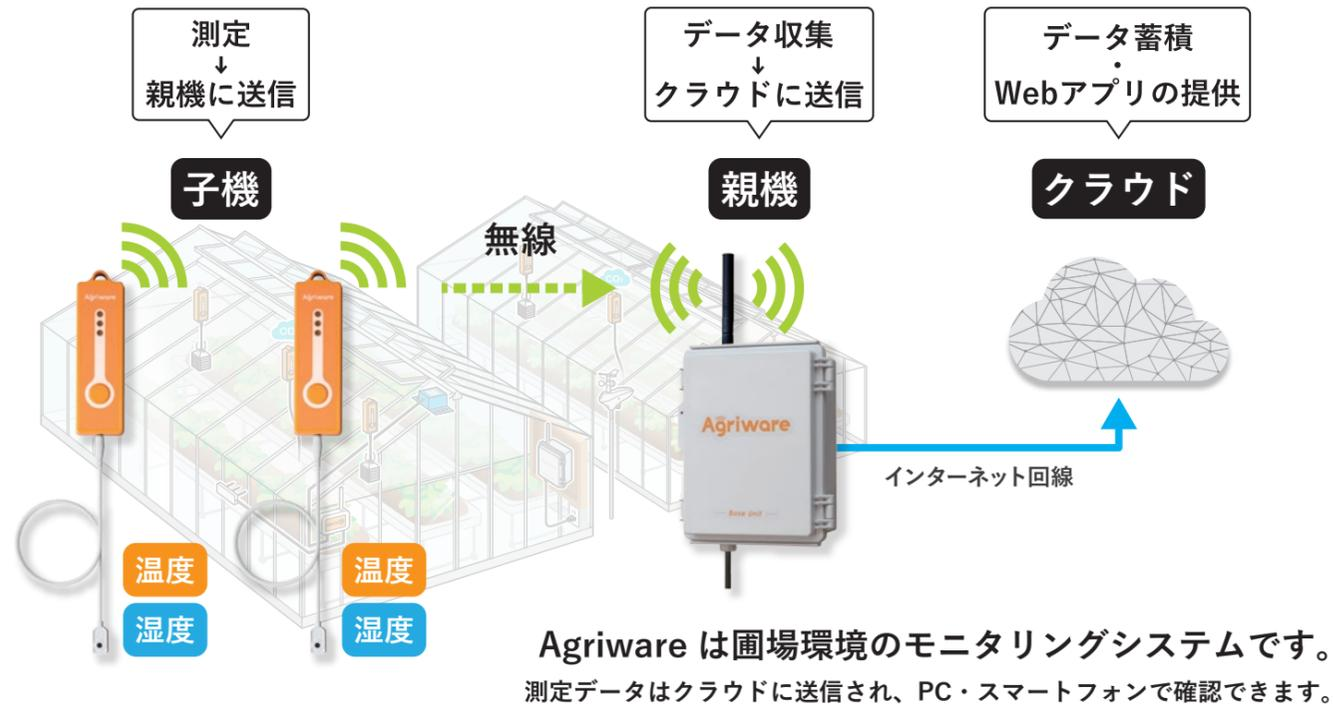 測定
↓
親機に送信
データ収集
↓
クラウドに送信
データ蓄積
・
Webアプリの提供
子機
親機
クラウド
無線
Agriware
Agriware
CO₂
Agriware
Base Unit
インターネット回線
温度
湿度
温度
湿度
Agriware は圃場環境のモニタリングシステムです。
測定データはクラウドに送信され、PC・スマートフォンで確認できます。